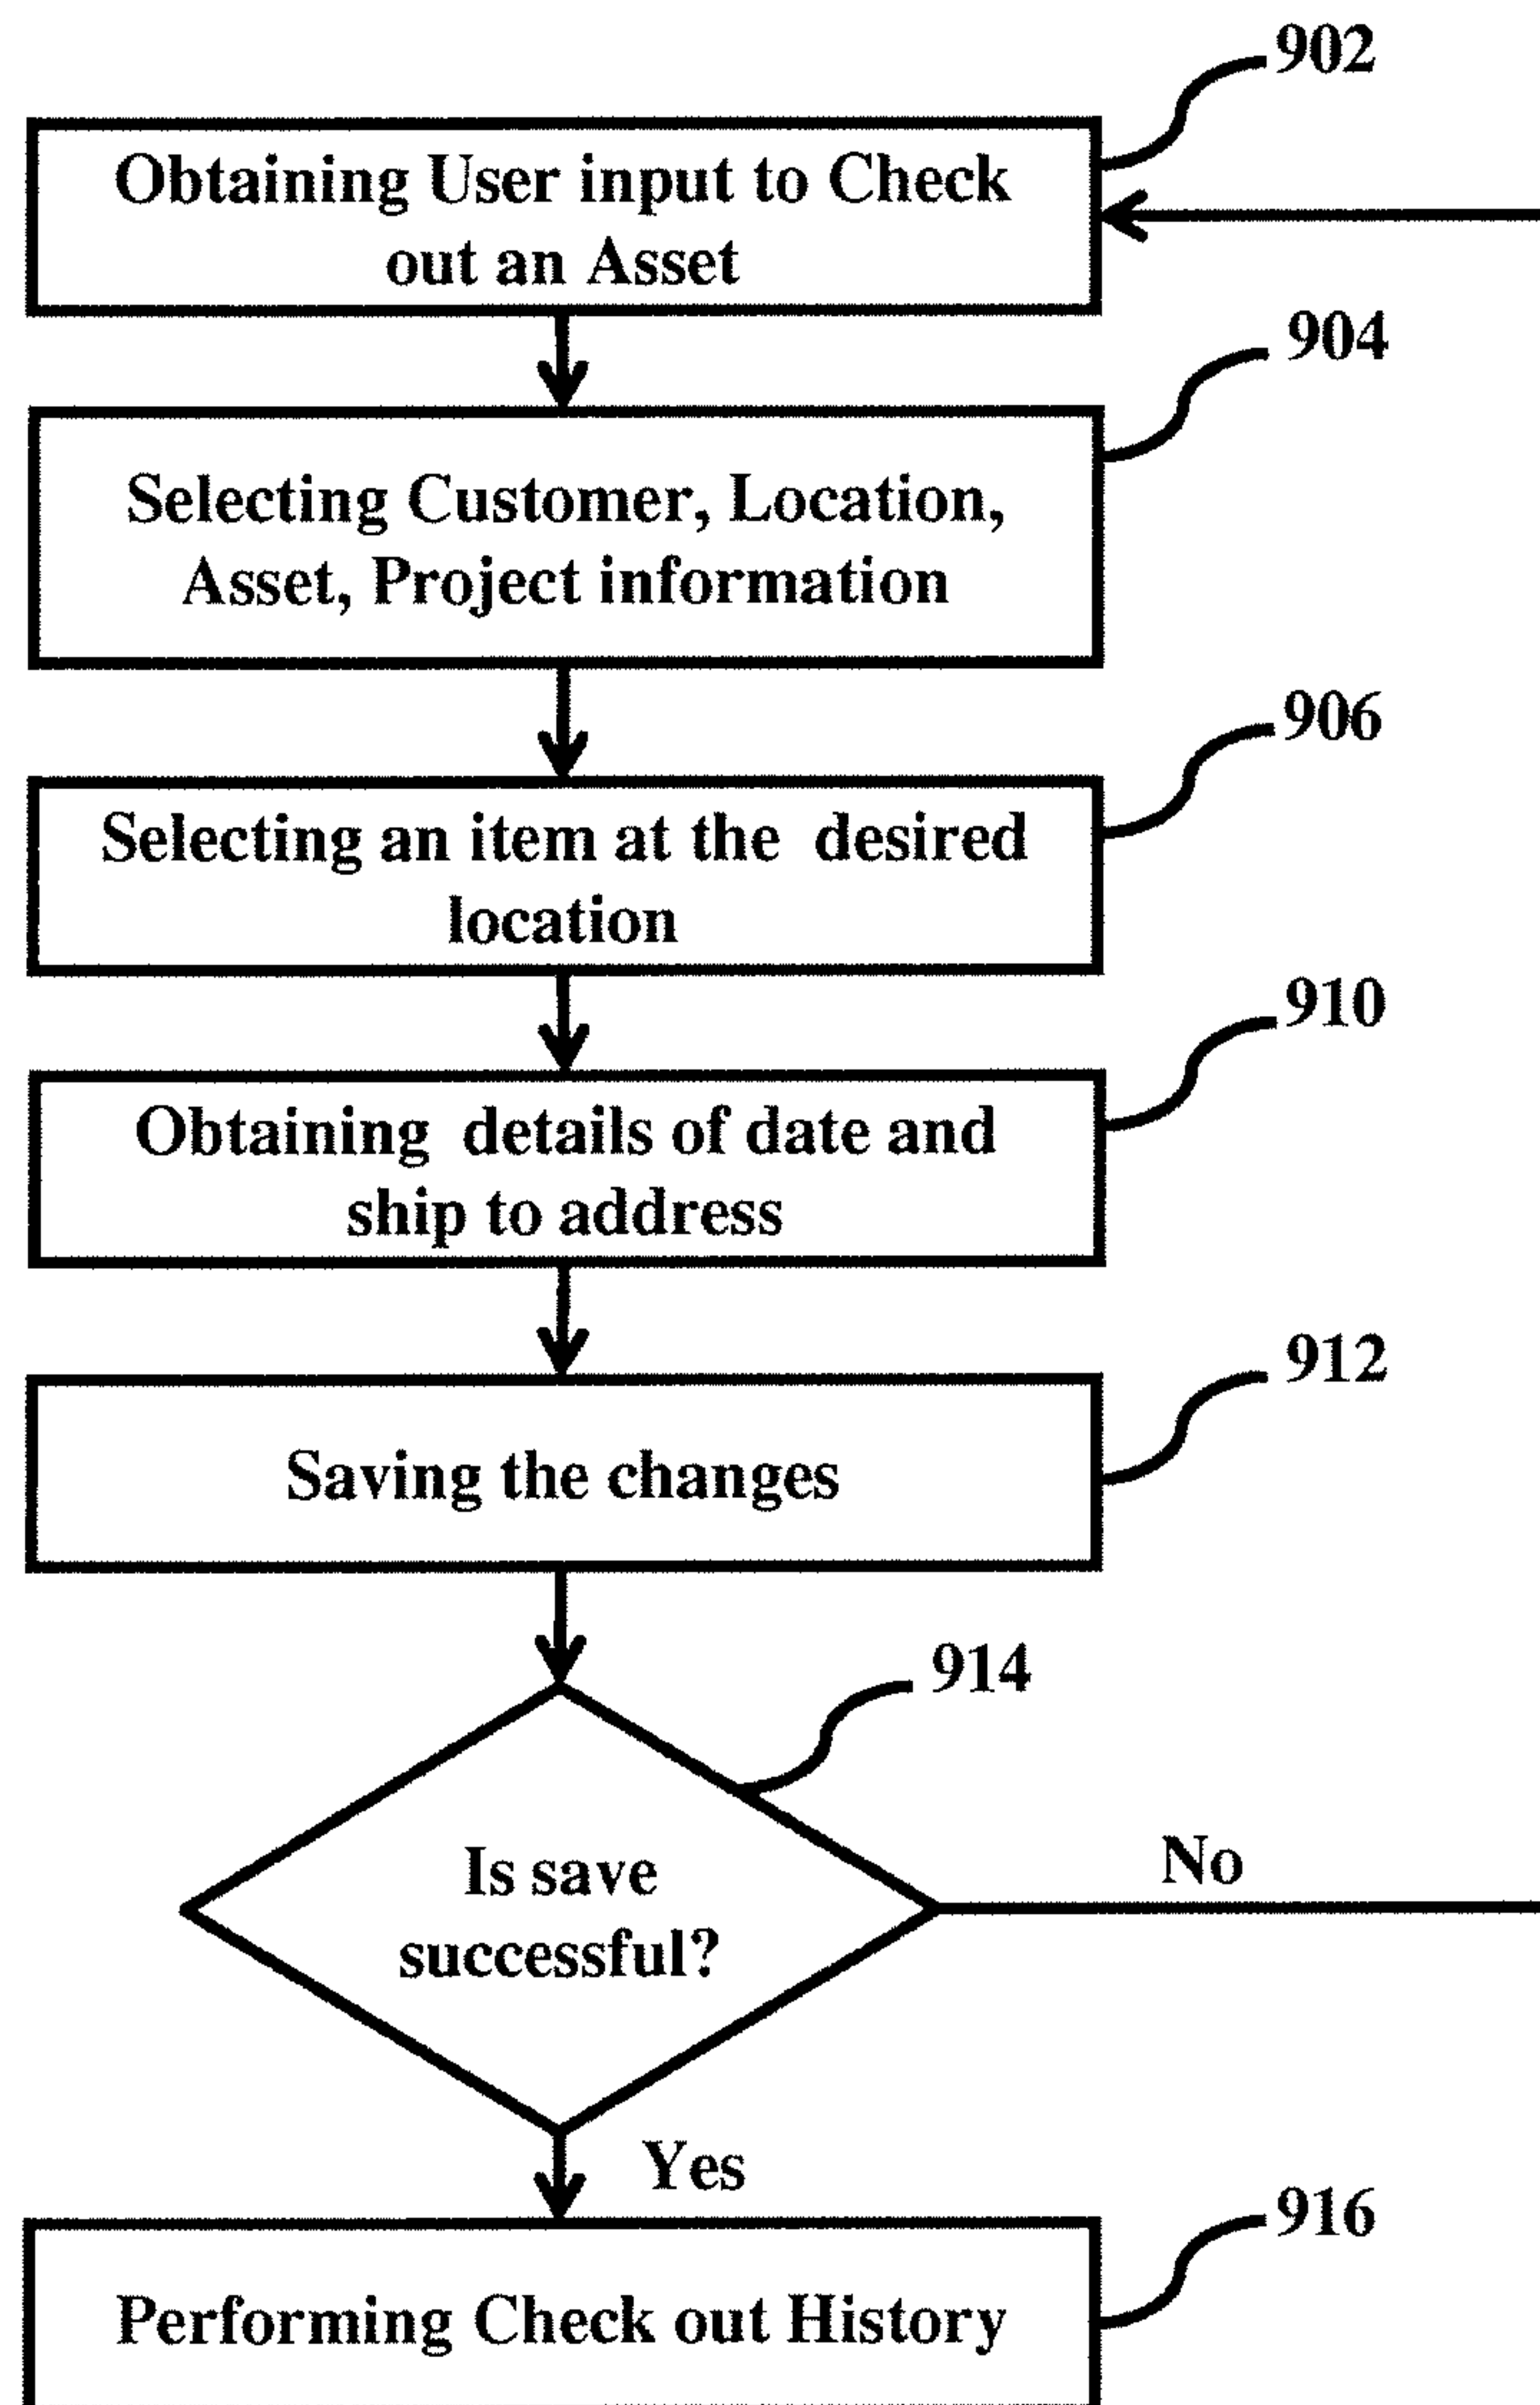 902
Obtaining User input to Check
out an Asset
904
Selecting Customer, Location,
Asset, Project information
906
Selecting an item at the desired
location
910
Obtaining details of date and
ship to address
912
Saving the changes
914
Is save
successful?
No
Yes
916
Performing Check out History